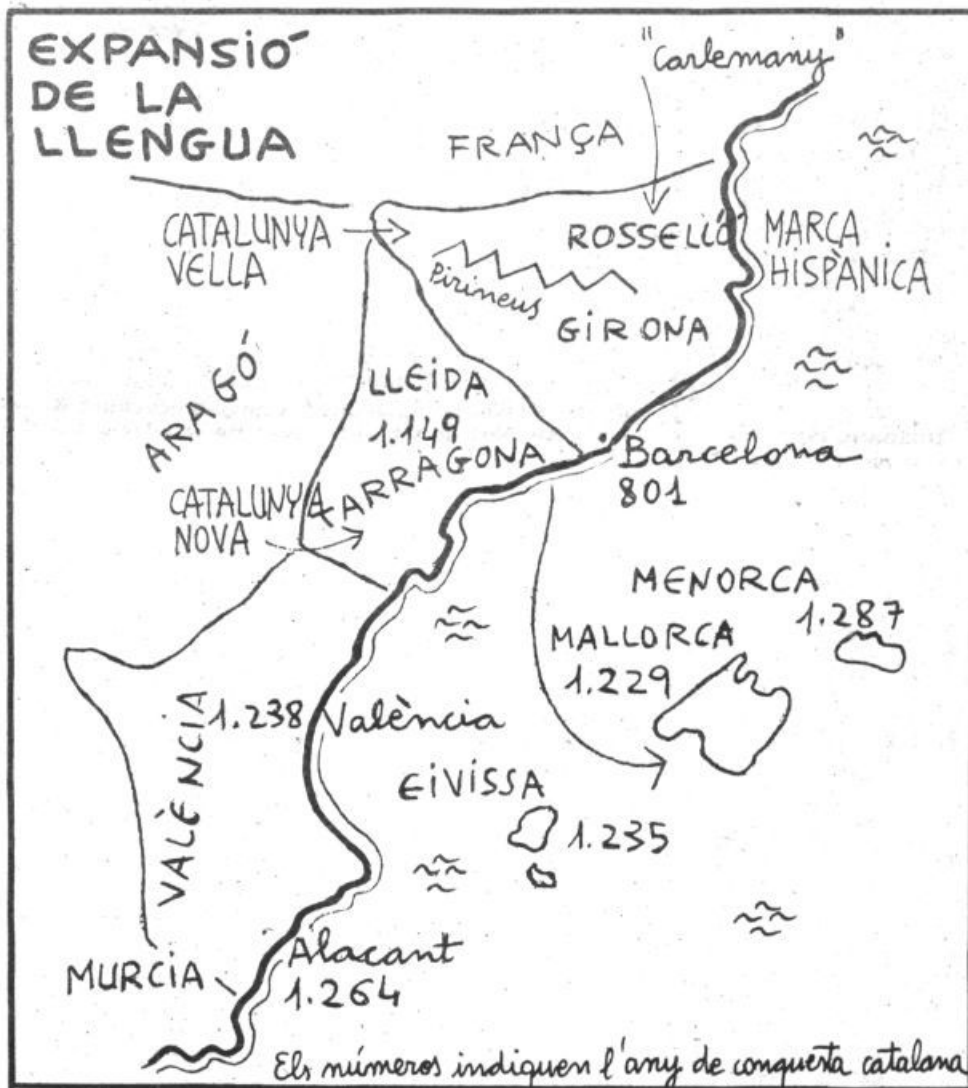 EXPANSIÓ
DE LA
LLENGUA
"Carlemany"
FRANÇA
CATALUNYA
VELLA
ROSSELLÓ
MARCA
HISPÀNICA
Pirineus
GIRONA
ARAGÓ
LLEIDA
1.149
TARRAGONA
Barcelona
801
CATALUNYA
NOVA
MENORCA
1.287
MALLORCA
1.229
VALÈNCIA
1.238
València
EIVISSA
1.235
MURCIA
Alacant
1.264
Els números indiquen l'any de conquesta catalana